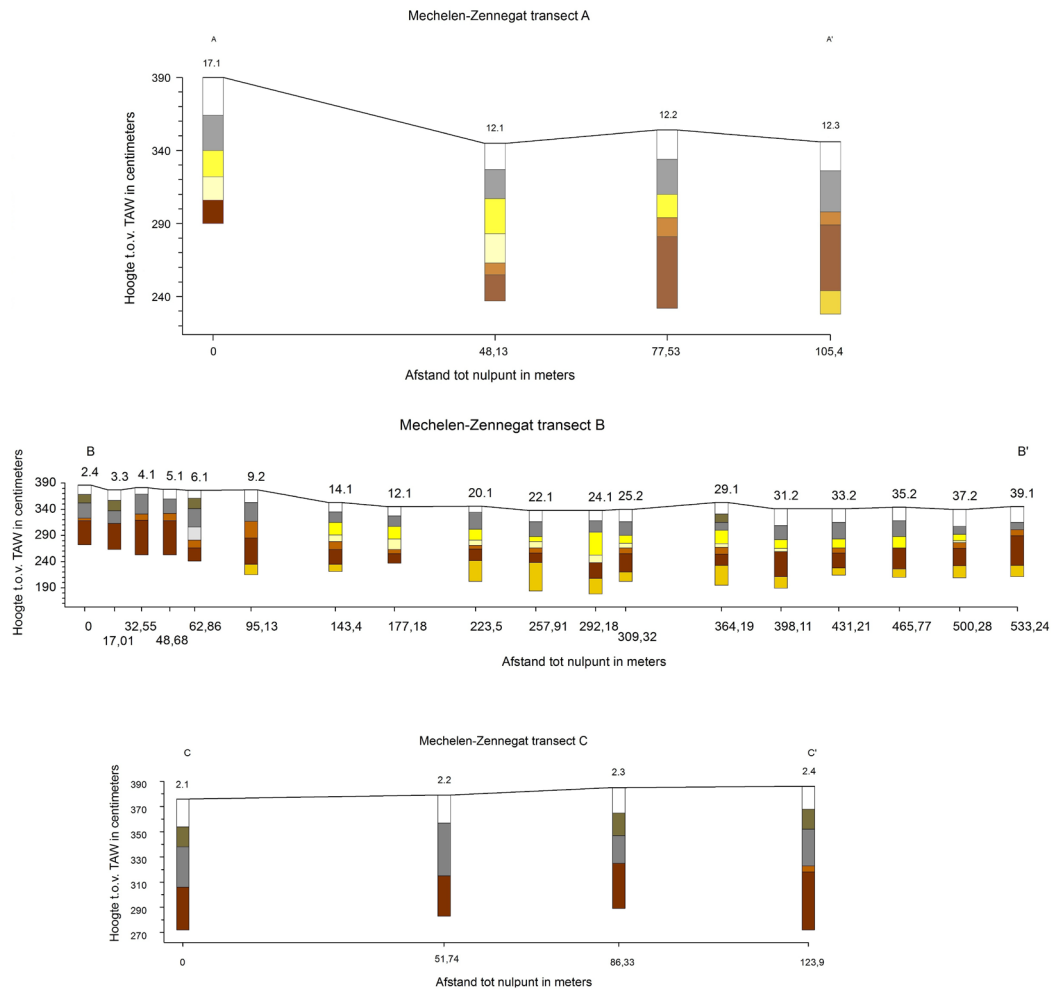 Mechelen-Zennegat transect A
A A'
17.1 12.1 12.2 12.3
390
340
290
240
Hoogte t.o.v. TAW in centimeters
0 48,13 77,53 105,4
Afstand tot nulpunt in meters
Mechelen-Zennegat transect B
B B'
2.4 3.3 4.1 5.1 6.1 9.2 14.1 12.1 20.1 22.1 24.1 25.2 29.1 31.2 33.2 35.2 37.2 39.1
390
340
290
240
190
Hoogte t.o.v. TAW in centimeters
0 32,55 62,86 95,13 143,4 177,18 223,5 257,91 292,18 364,19 398,11 431,21 465,77 500,28 533,24
17,01 48,68 309,32
Afstand tot nulpunt in meters
Mechelen-Zennegat transect C
C C'
2.1 2.2 2.3 2.4
390
370
350
330
310
290
270
Hoogte t.o.v. TAW in centimeters
0 51,74 86,33 123,9
Afstand tot nulpunt in meters